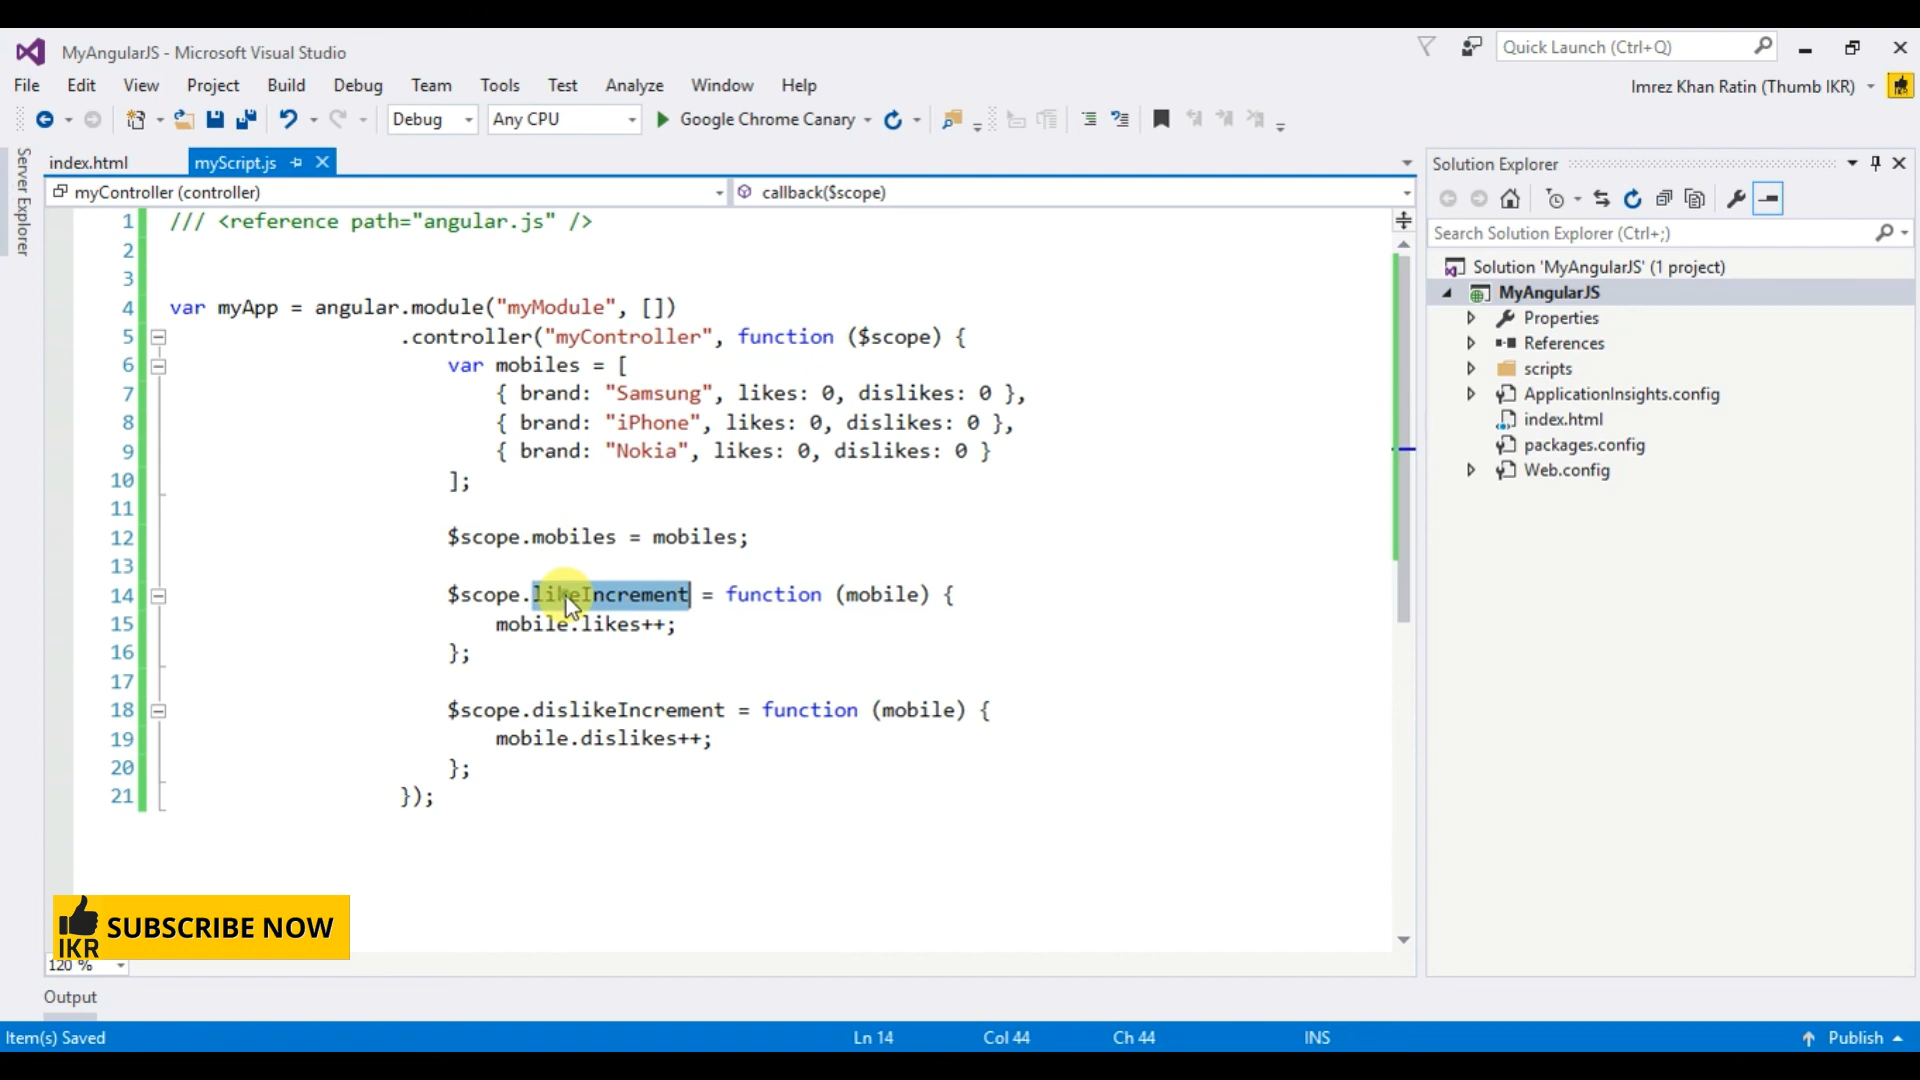 MyAngularJS - Microsoft Visual Studio
Quick Launch (Ctrl+Q)
File Edit View Project Build Debug Team Tools Test Analyze Window Help
Imrez Khan Ratin (Thumb IKR)
Debug Any CPU Google Chrome Canary
Server Explorer
index.html myScript.js
myController (controller) callback($scope)
1 /// <reference path="angular.js" />
2
3
4 var myApp = angular.module("myModule", [])
5 .controller("myController", function ($scope) {
6 var mobiles = [
7 { brand: "Samsung", likes: 0, dislikes: 0 },
8 { brand: "iPhone", likes: 0, dislikes: 0 },
9 { brand: "Nokia", likes: 0, dislikes: 0 }
10 ];
11
12 $scope.mobiles = mobiles;
13
14 $scope.likeIncrement = function (mobile) {
15 mobile.likes++;
16 };
17
18 $scope.dislikeIncrement = function (mobile) {
19 mobile.dislikes++;
20 };
21 });
Solution Explorer
Search Solution Explorer (Ctrl+;)
Solution 'MyAngularJS' (1 project)
MyAngularJS
Properties
References
scripts
ApplicationInsights.config
index.html
packages.config
Web.config
IKR SUBSCRIBE NOW
120 %
Output
Item(s) Saved Ln 14 Col 44 Ch 44 INS Publish